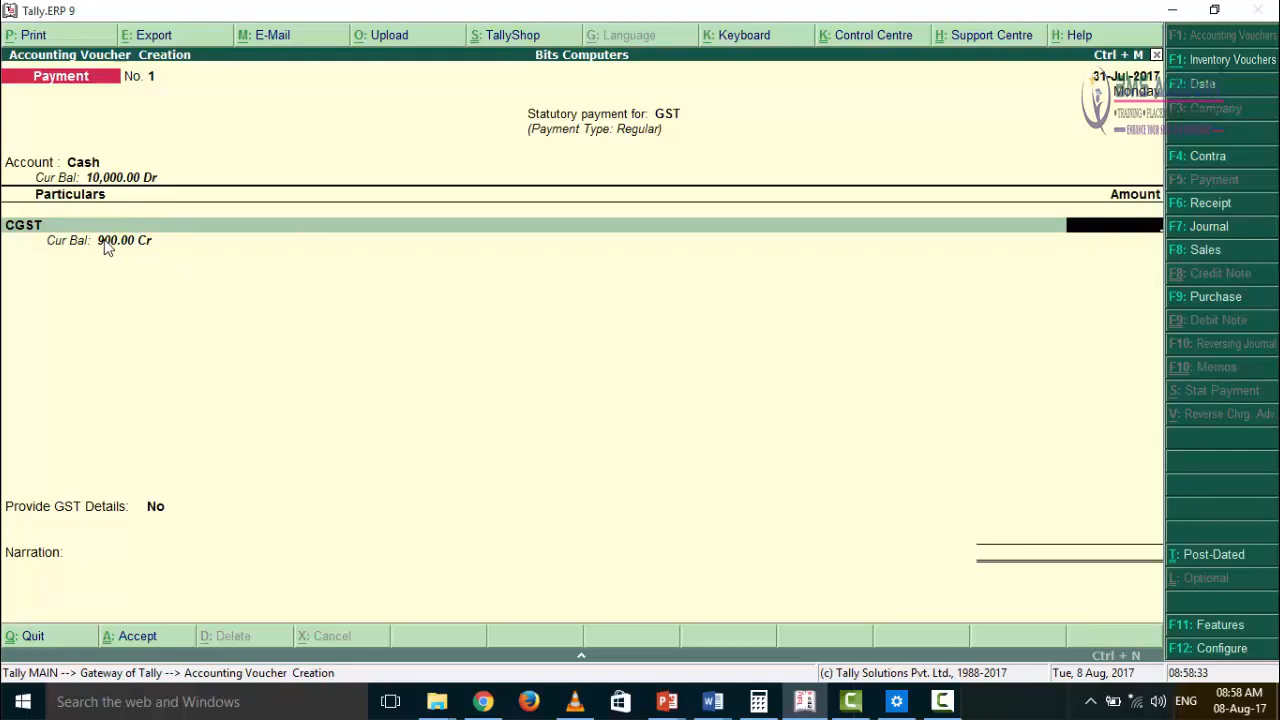 Tally.ERP 9
P: Print
E: Export
M: E-Mail
O: Upload
S: TallyShop
G: Language
K: Keyboard
K: Control Centre
H: Support Centre
H: Help
F1: Accounting Vouchers
Accounting Voucher Creation
Bits Computers
Ctrl + M
F1: Inventory Vouchers
Payment No. 1
31-Jul-2017
Monday
F2: Date
F3: Company
Statutory payment for: GST
(Payment Type: Regular)
ENHANCE YOUR
Account : Cash
Cur Bal: 10,000.00 Dr
F4: Contra
F5: Payment
Particulars
Amount
F6: Receipt
CGST
F7: Journal
Cur Bal: 900.00 Cr
F8: Sales
F8: Credit Note
F9: Purchase
F9: Debit Note
F10: Reversing Journal
F10: Memos
S: Stat Payment
V: Reverse Chrg Adv
Provide GST Details: No
Narration:
T: Post-Dated
L: Optional
F11: Features
F12: Configure
Q: Quit
A: Accept
D: Delete
X: Cancel
Ctrl + N
Tally MAIN --> Gateway of Tally --> Accounting Voucher Creation
(c) Tally Solutions Pvt. Ltd., 1988-2017
Tue, 8 Aug, 2017
08:58:33
Search the web and Windows
ENG
08:58 AM
08-Aug-17